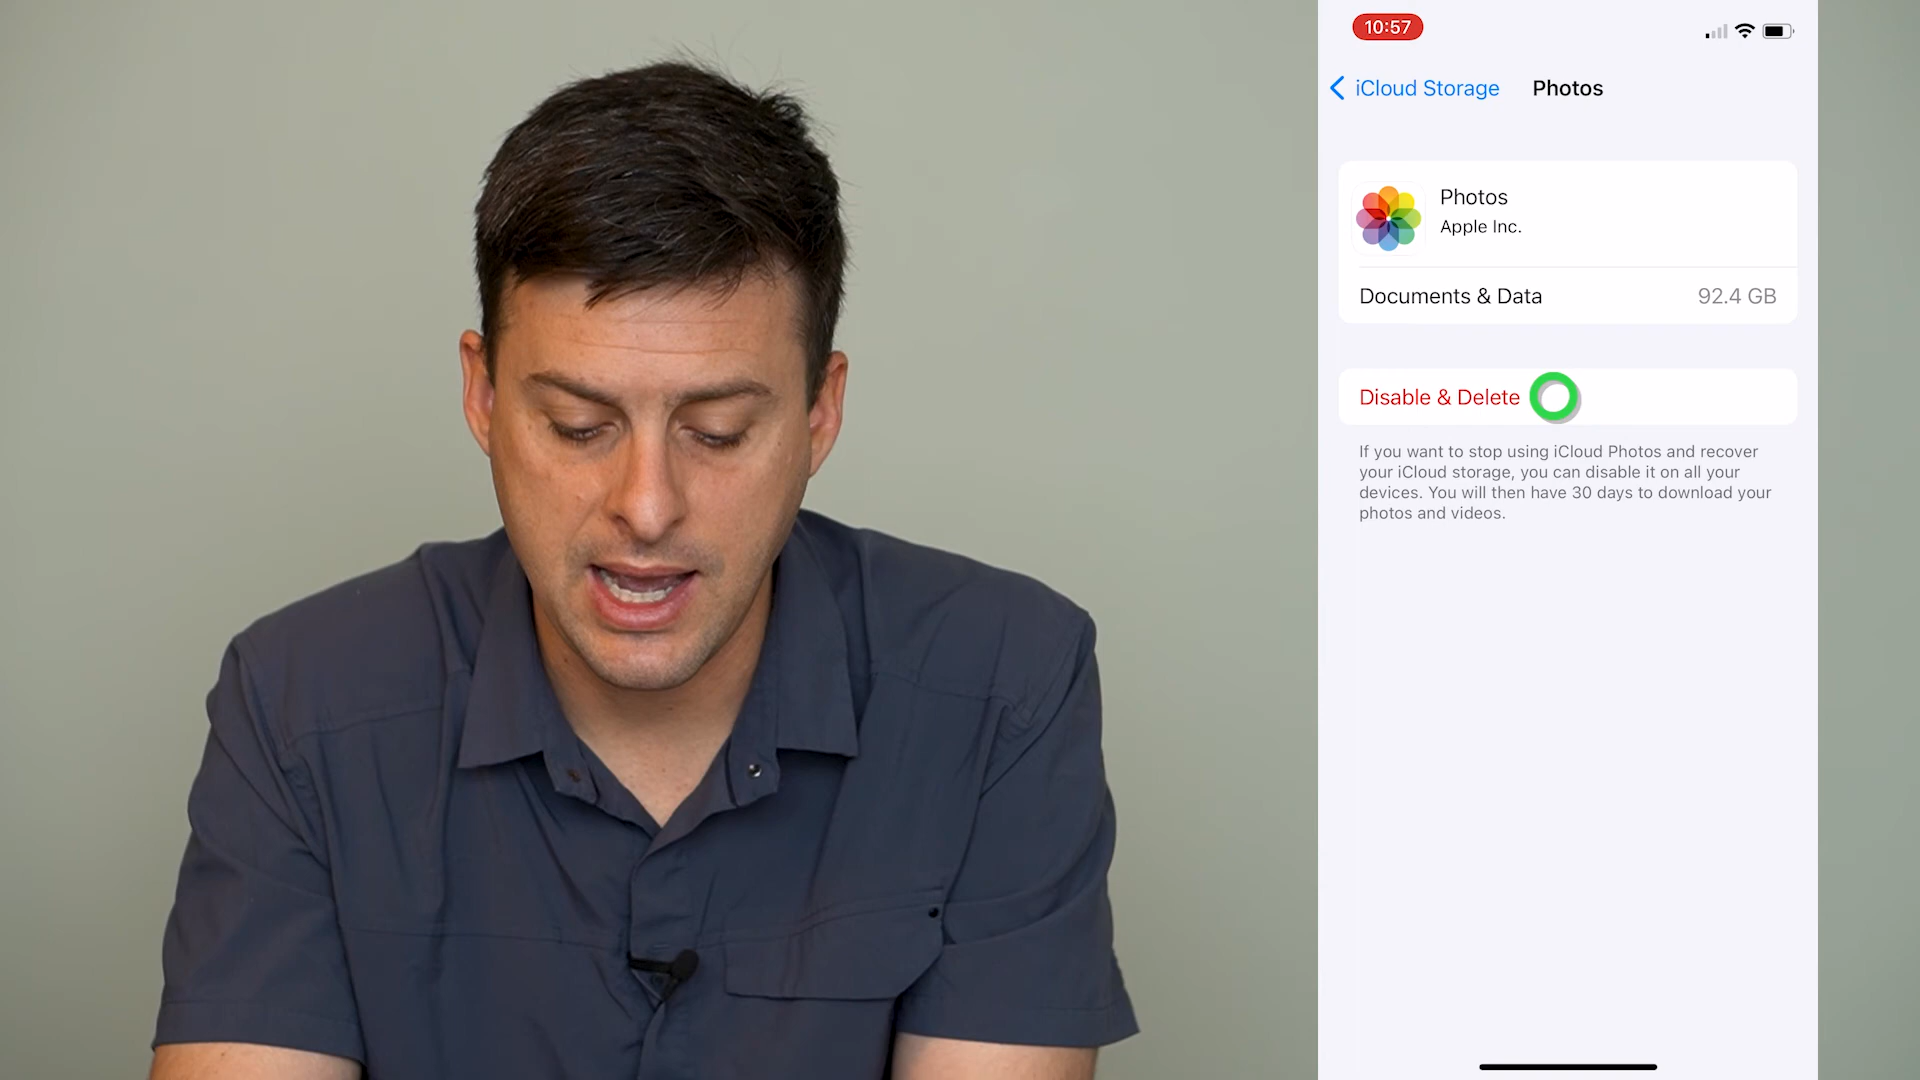 10:57
iCloud Storage Photos
Photos
Apple Inc.
Documents & Data 92.4 GB
Disable & Delete
If you want to stop using iCloud Photos and recover
your iCloud storage, you can disable it on all your
devices. You will then have 30 days to download your
photos and videos.